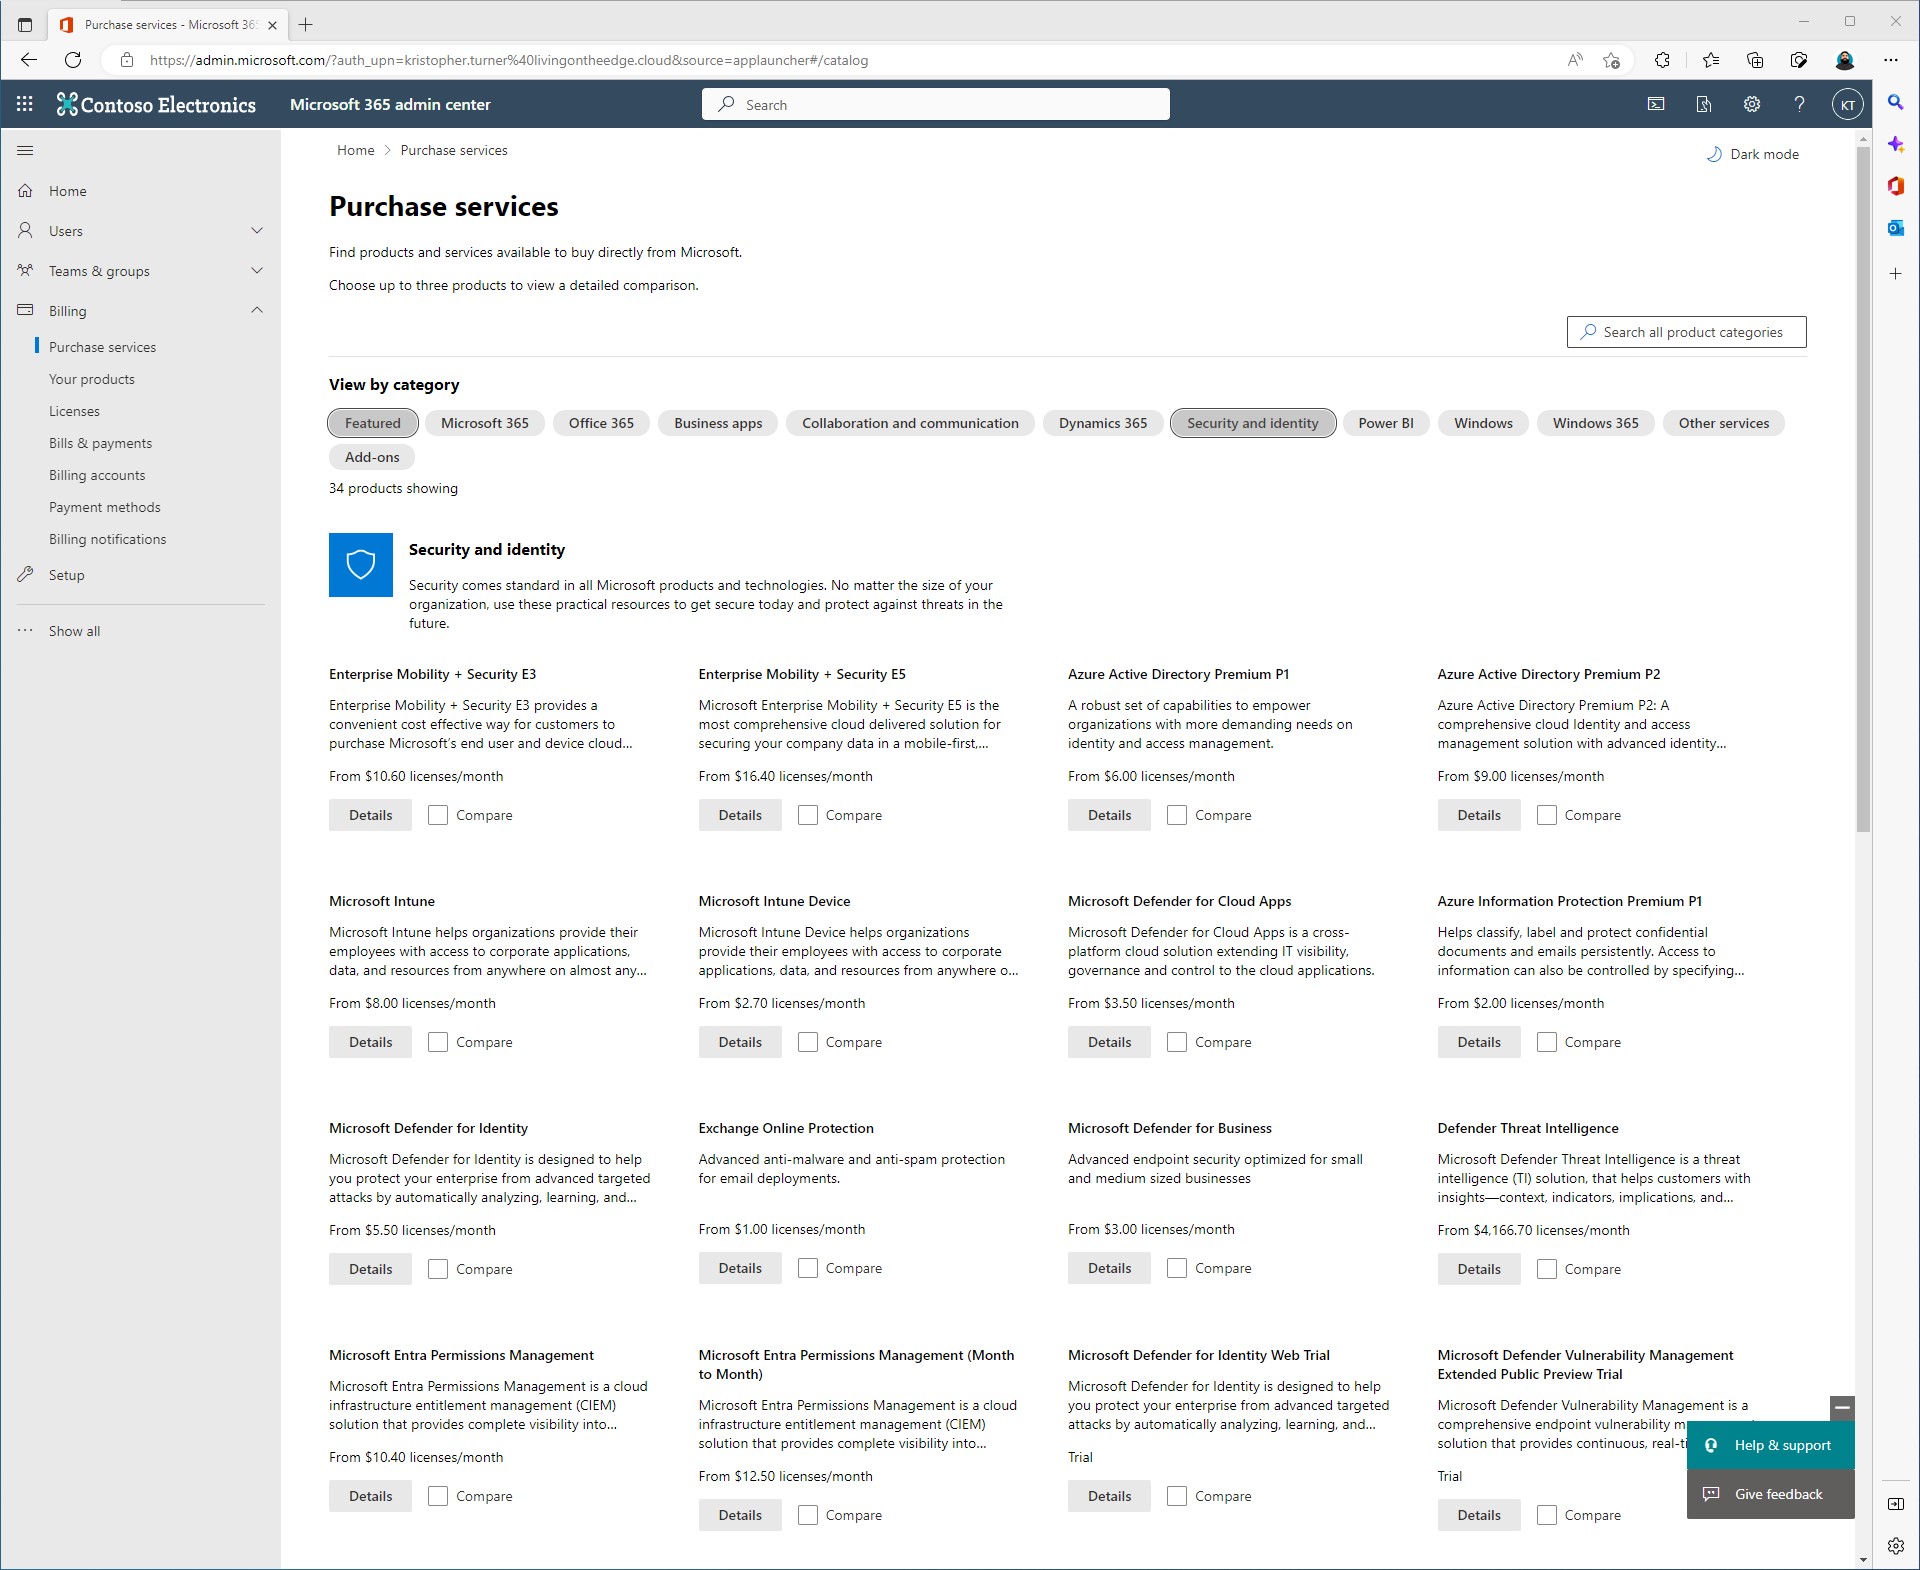 Purchase services - Microsoft 36
https://admin.microsoft.com/?auth_upn=kristopher.turner%40livingontheedge.cloud&source=applauncher#/catalog
Contoso Electronics
Microsoft 365 admin center
Search
KT
Home
Users
Teams & groups
Billing
Purchase services
Your products
Licenses
Bills & payments
Billing accounts
Payment methods
Billing notifications
Setup
Show all
Home > Purchase services
Dark mode
Purchase services
Find products and services available to buy directly from Microsoft.
Choose up to three products to view a detailed comparison.
Search all product categories
View by category
Featured
Microsoft 365
Office 365
Business apps
Collaboration and communication
Dynamics 365
Security and identity
Power BI
Windows
Windows 365
Other services
Add-ons
34 products showing
Security and identity
Security comes standard in all Microsoft products and technologies. No matter the size of your
organization, use these practical resources to get secure today and protect against threats in the
future.
Enterprise Mobility + Security E3
Enterprise Mobility + Security E3 provides a
convenient cost effective way for customers to
purchase Microsoft's end user and device cloud...
From $10.60 licenses/month
Details
Compare
Enterprise Mobility + Security E5
Microsoft Enterprise Mobility + Security E5 is the
most comprehensive cloud delivered solution for
securing your company data in a mobile-first,...
From $16.40 licenses/month
Details
Compare
Azure Active Directory Premium P1
A robust set of capabilities to empower
organizations with more demanding needs on
identity and access management.
From $6.00 licenses/month
Details
Compare
Azure Active Directory Premium P2
Azure Active Directory Premium P2: A
comprehensive cloud Identity and access
management solution with advanced identity...
From $9.00 licenses/month
Details
Compare
Microsoft Intune
Microsoft Intune helps organizations provide their
employees with access to corporate applications,
data, and resources from anywhere on almost any...
From $8.00 licenses/month
Details
Compare
Microsoft Intune Device
Microsoft Intune Device helps organizations
provide their employees with access to corporate
applications, data, and resources from anywhere o...
From $2.70 licenses/month
Details
Compare
Microsoft Defender for Cloud Apps
Microsoft Defender for Cloud Apps is a cross-
platform cloud solution extending IT visibility,
governance and control to the cloud applications.
From $3.50 licenses/month
Details
Compare
Azure Information Protection Premium P1
Helps classify, label and protect confidential
documents and emails persistently. Access to
information can also be controlled by specifying...
From $2.00 licenses/month
Details
Compare
Microsoft Defender for Identity
Microsoft Defender for Identity is designed to help
you protect your enterprise from advanced targeted
attacks by automatically analyzing, learning, and...
From $5.50 licenses/month
Details
Compare
Exchange Online Protection
Advanced anti-malware and anti-spam protection
for email deployments.
From $1.00 licenses/month
Details
Compare
Microsoft Defender for Business
Advanced endpoint security optimized for small
and medium sized businesses
From $3.00 licenses/month
Details
Compare
Defender Threat Intelligence
Microsoft Defender Threat Intelligence is a threat
intelligence (TI) solution, that helps customers with
insights—context, indicators, implications, and...
From $4,166.70 licenses/month
Details
Compare
Microsoft Entra Permissions Management
Microsoft Entra Permissions Management is a cloud
infrastructure entitlement management (CIEM)
solution that provides complete visibility into...
From $10.40 licenses/month
Details
Compare
Microsoft Entra Permissions Management (Month
to Month)
Microsoft Entra Permissions Management is a cloud
infrastructure entitlement management (CIEM)
solution that provides complete visibility into...
From $12.50 licenses/month
Details
Compare
Microsoft Defender for Identity Web Trial
Microsoft Defender for Identity is designed to help
you protect your enterprise from advanced targeted
attacks by automatically analyzing, learning, and...
Trial
Details
Compare
Microsoft Defender Vulnerability Management
Extended Public Preview Trial
Microsoft Defender Vulnerability Management is a
comprehensive endpoint vulnerability
solution that provides continuous,
Trial
Details
Compare
Help & support
Give feedback